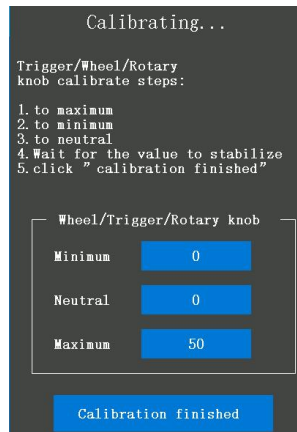 Calibrating...
Trigger/Wheel/Rotary
knob calibrate steps:
1. to maximum
2. to minimum
3. to neutral
4. Wait for the value to stabilize
5. click " calibration finished"
Wheel/Trigger/Rotary knob
Minimum 0
Neutral 0
Maximum 50
Calibration finished